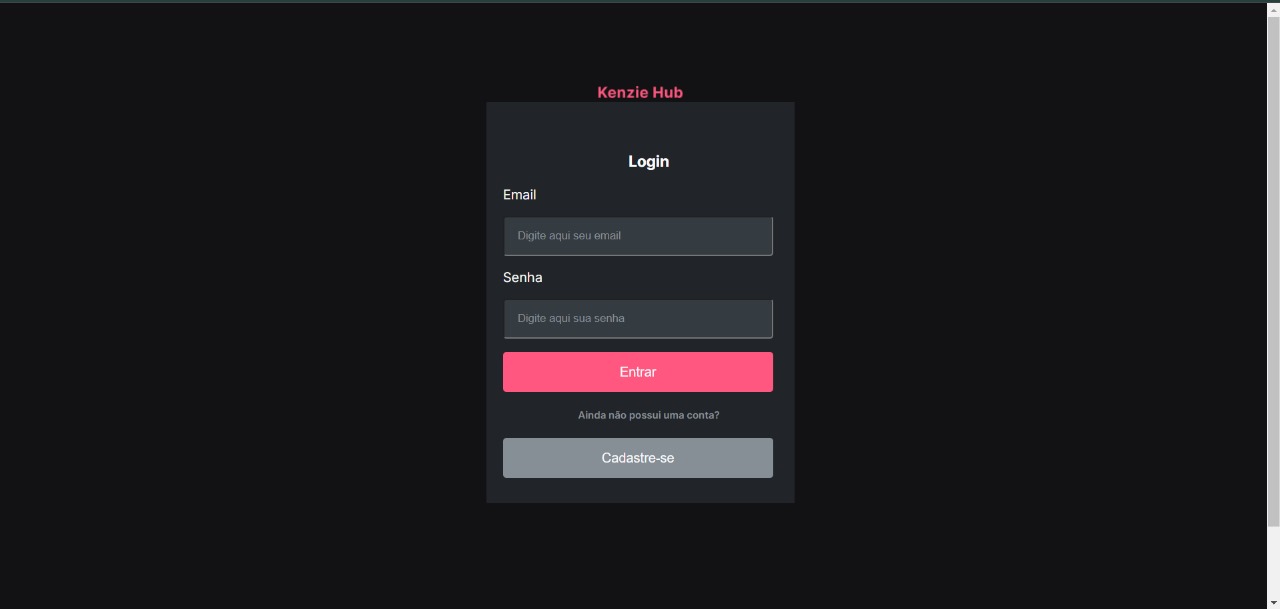 Kenzie Hub
Login
Email
Digite aqui seu email
Senha
Digite aqui sua senha
Entrar
Ainda não possui uma conta?
Cadastre-se